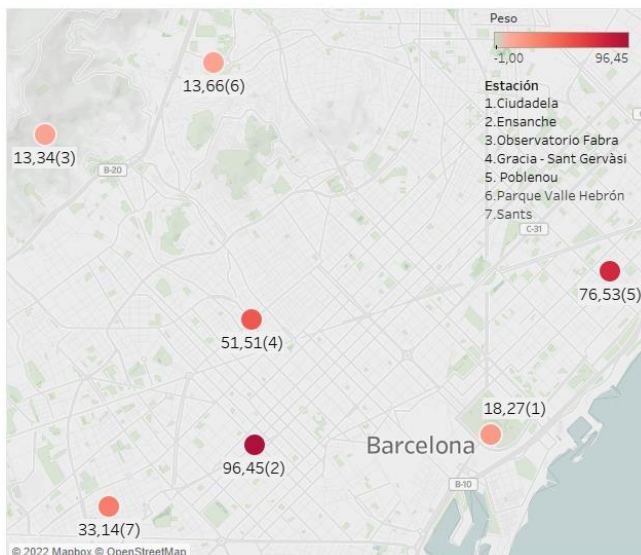 Peso
-1,00 96,45
Estación
1.Ciudadela
2.Ensanche
3.Observatorio Fabra
4.Gracia - Sant Gervàsi
5. Poblenou
6.Parque Valle Hebrón
7.Sants
13,66(6)
13,34(3)
B-20
C-31
76,53(5)
51,51(4)
18,27(1)
Barcelona
96,45(2)
B-10
33,14(7)
© 2022 Mapbox © OpenStreetMap